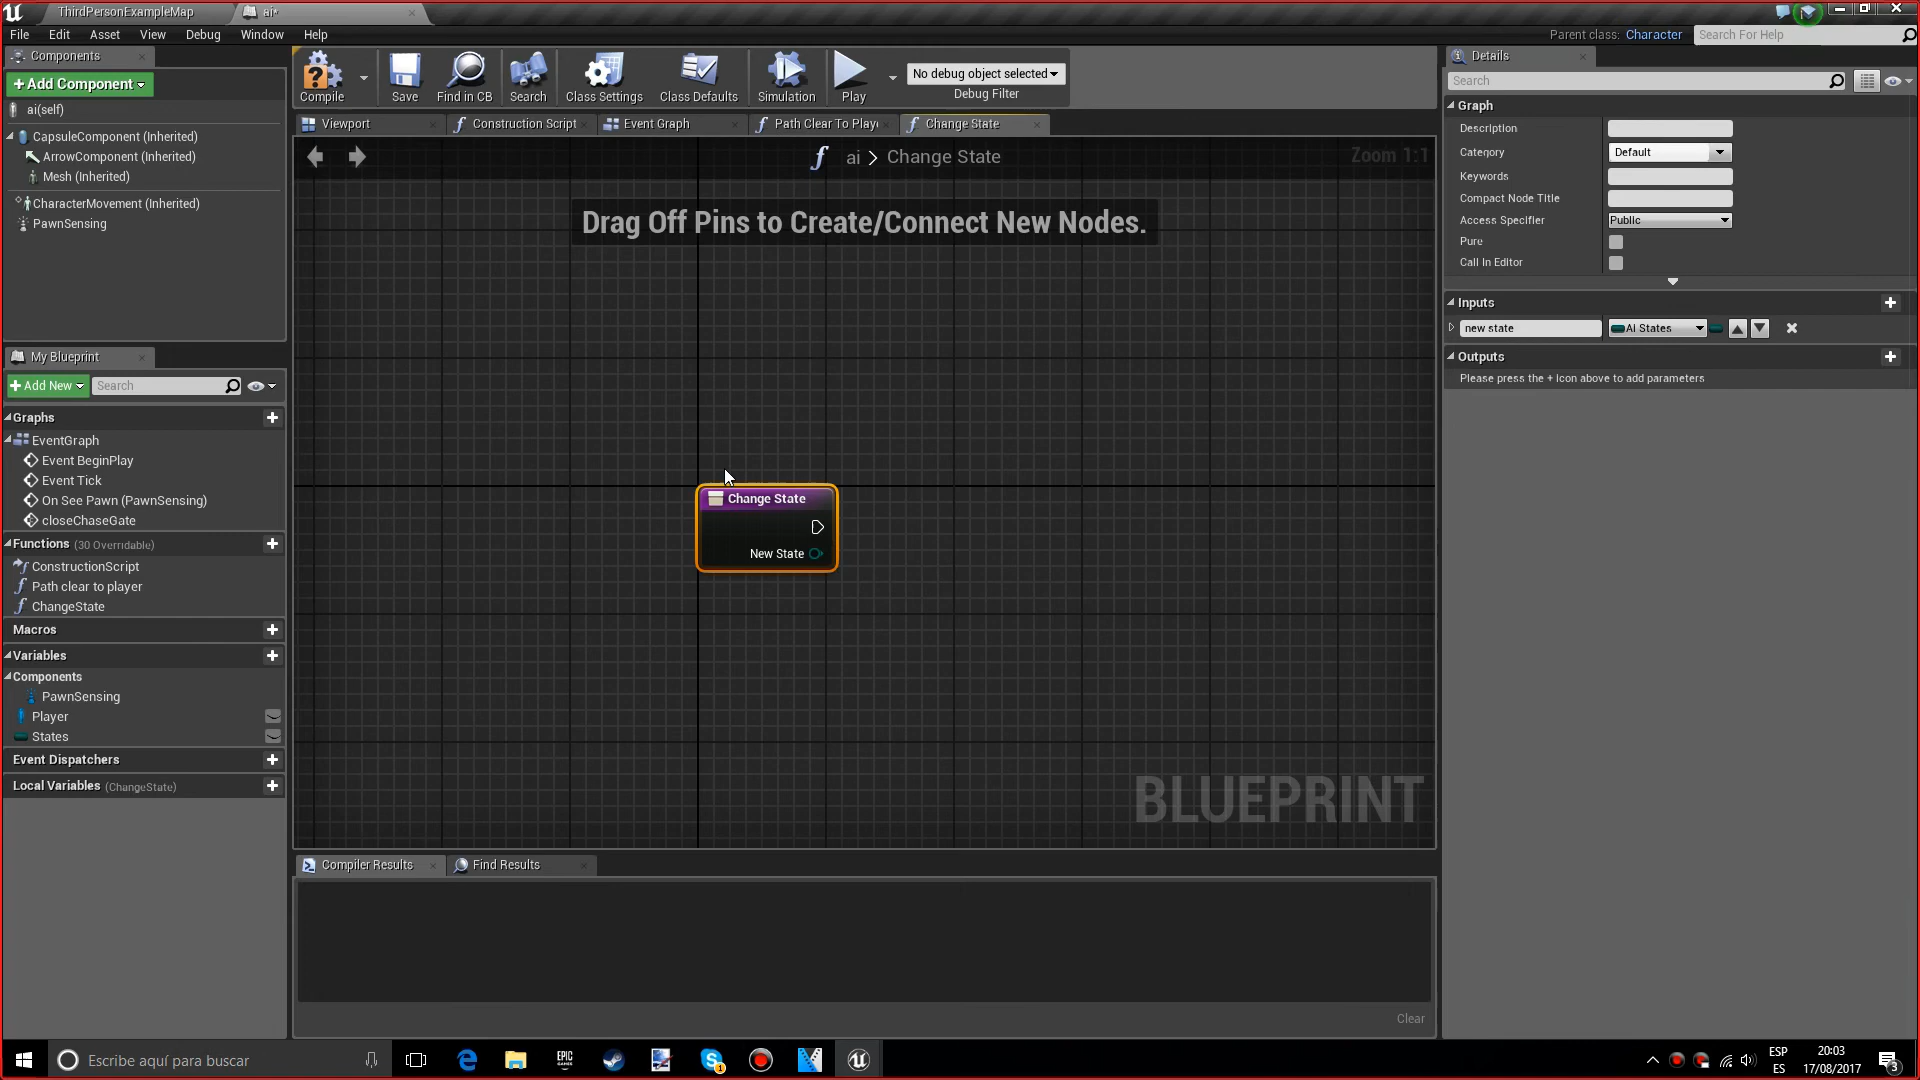 ThirdPersonExampleMap
ai*
File Edit Asset View Debug Window Help
Parent class: Character
Search For Help
Components
+Add Component
ai(self)
CapsuleComponent (Inherited)
ArrowComponent (Inherited)
Mesh (Inherited)
CharacterMovement (Inherited)
PawnSensing
Compile
Save
Find in CB
Search
Class Settings
Class Defaults
Simulation
Play
No debug object selected
Debug Filter
Viewport
Construction Script
Event Graph
Path Clear To Play
Change State
ai > Change State
Zoom 1:1
Drag Off Pins to Create/Connect New Nodes.
Change State
New State
BLUEPRINT
My Blueprint
+Add New
Search
Graphs
EventGraph
Event BeginPlay
Event Tick
On See Pawn (PawnSensing)
closeChaseGate
Functions (30 Overridable)
ConstructionScript
Path clear to player
ChangeState
Macros
Variables
Components
PawnSensing
Player
States
Event Dispatchers
Local Variables (ChangeState)
Compiler Results
Find Results
Clear
Details
Search
Graph
Description
Category
Default
Keywords
Compact Node Title
Access Specifier
Public
Pure
Call In Editor
Inputs
new state
Ai States
Outputs
Please press the + icon above to add parameters
Escribe aquí para buscar
EPIC
GAMES
1
ESP
ES
20:03
17/08/2017
3